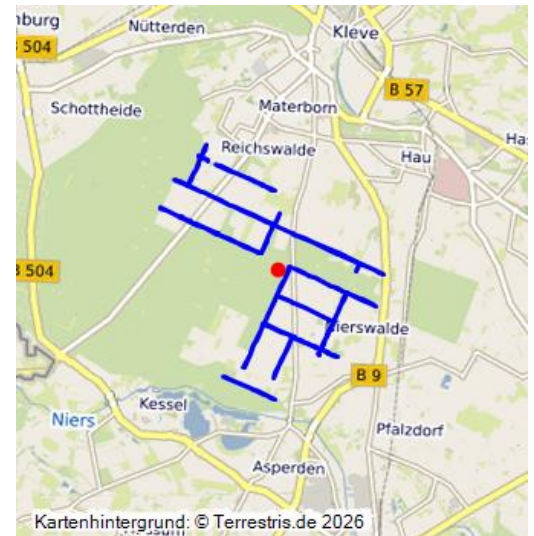 nburg
Nütterden
Kleve
504
B 57
Schottheide
Materborn
Reichswalde
Hau
Has
504
ierswalde
B 9
Kessel
Niers
Pfalzdorf
Asperden
Kartenhintergrund: © Terrestris.de 2026